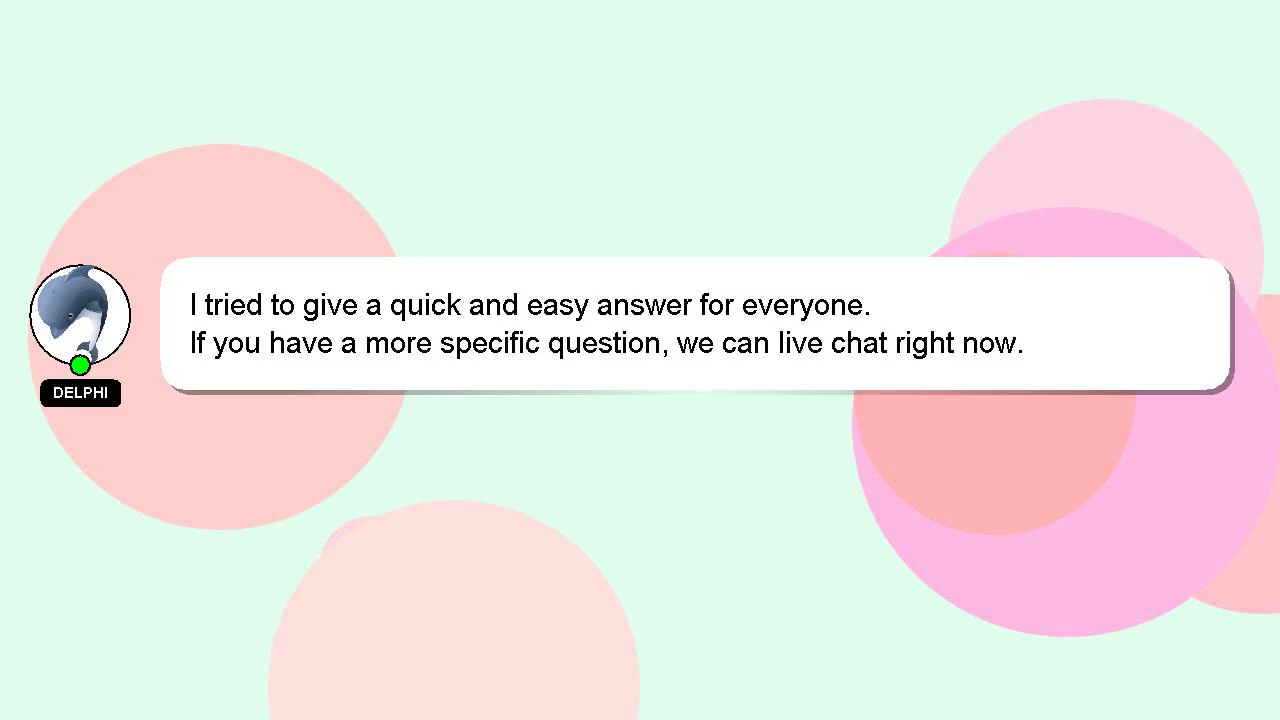 I tried to give a quick and easy answer for everyone.
If you have a more specific question, we can live chat right now.
DELPHI